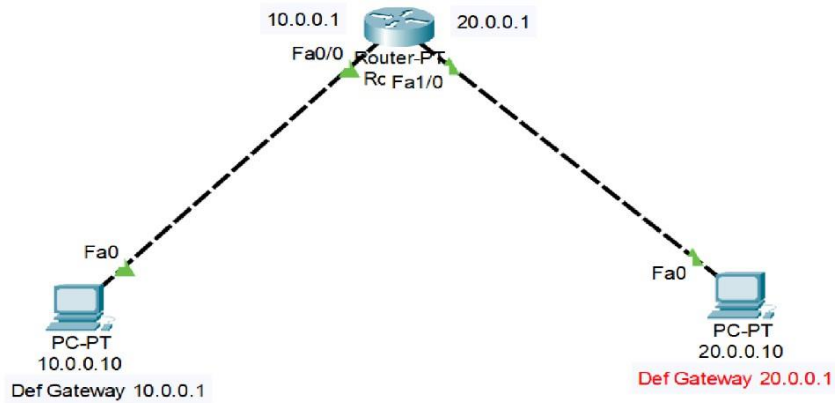 10.0.0.1
20.0.0.1
Fa0/0
Router-PT
Fa1/0
Fa0
PC-PT
10.0.0.10
Def Gateway 10.0.0.1
Fa0
PC-PT
20.0.0.10
Def Gateway 20.0.0.1